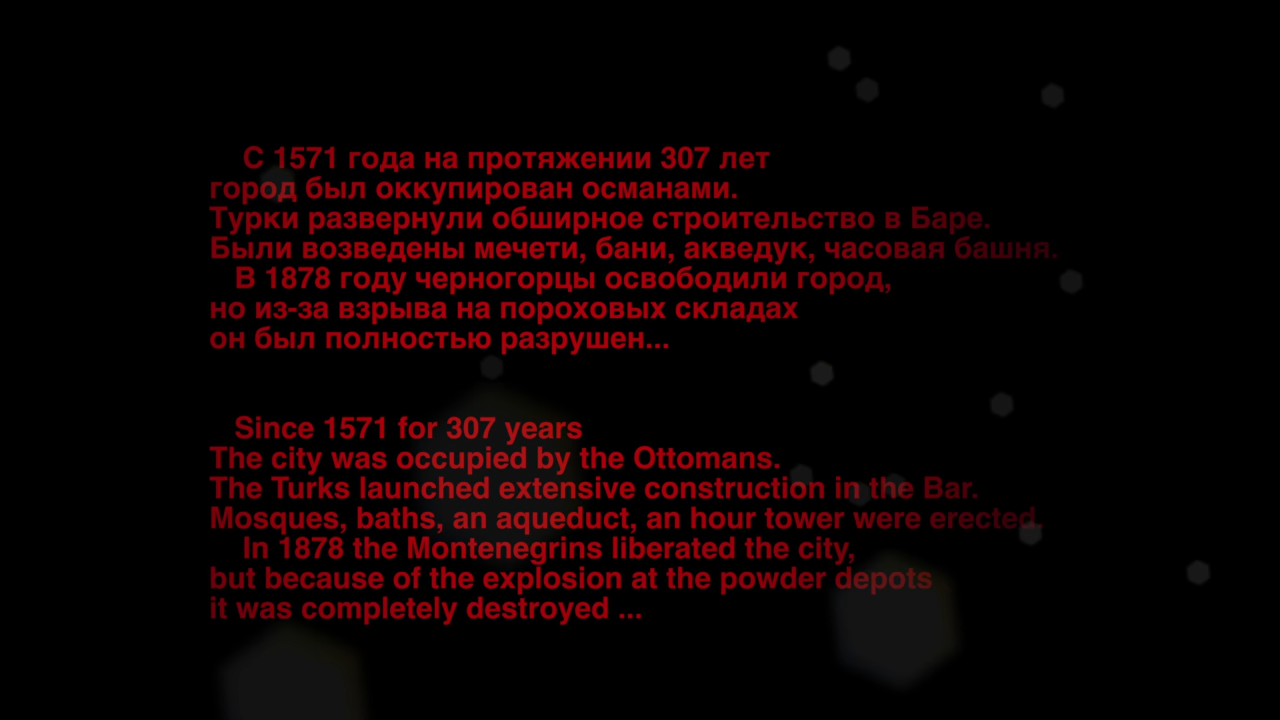 С 1571 года на протяжении 307 лет
город был оккупирован османами.
Турки развернули обширное строительство в Баре.
Были возведены мечети, бани, акведук, часовая башня.
В 1878 году черногорцы освободили город,
но из-за взрыва на пороховых складах
он был полностью разрушен...
Since 1571 for 307 years
The city was occupied by the Ottomans.
The Turks launched extensive construction in the Bar.
Mosques, baths, an aqueduct, an hour tower were erected.
In 1878 the Montenegrins liberated the city,
but because of the explosion at the powder depots
it was completely destroyed ...